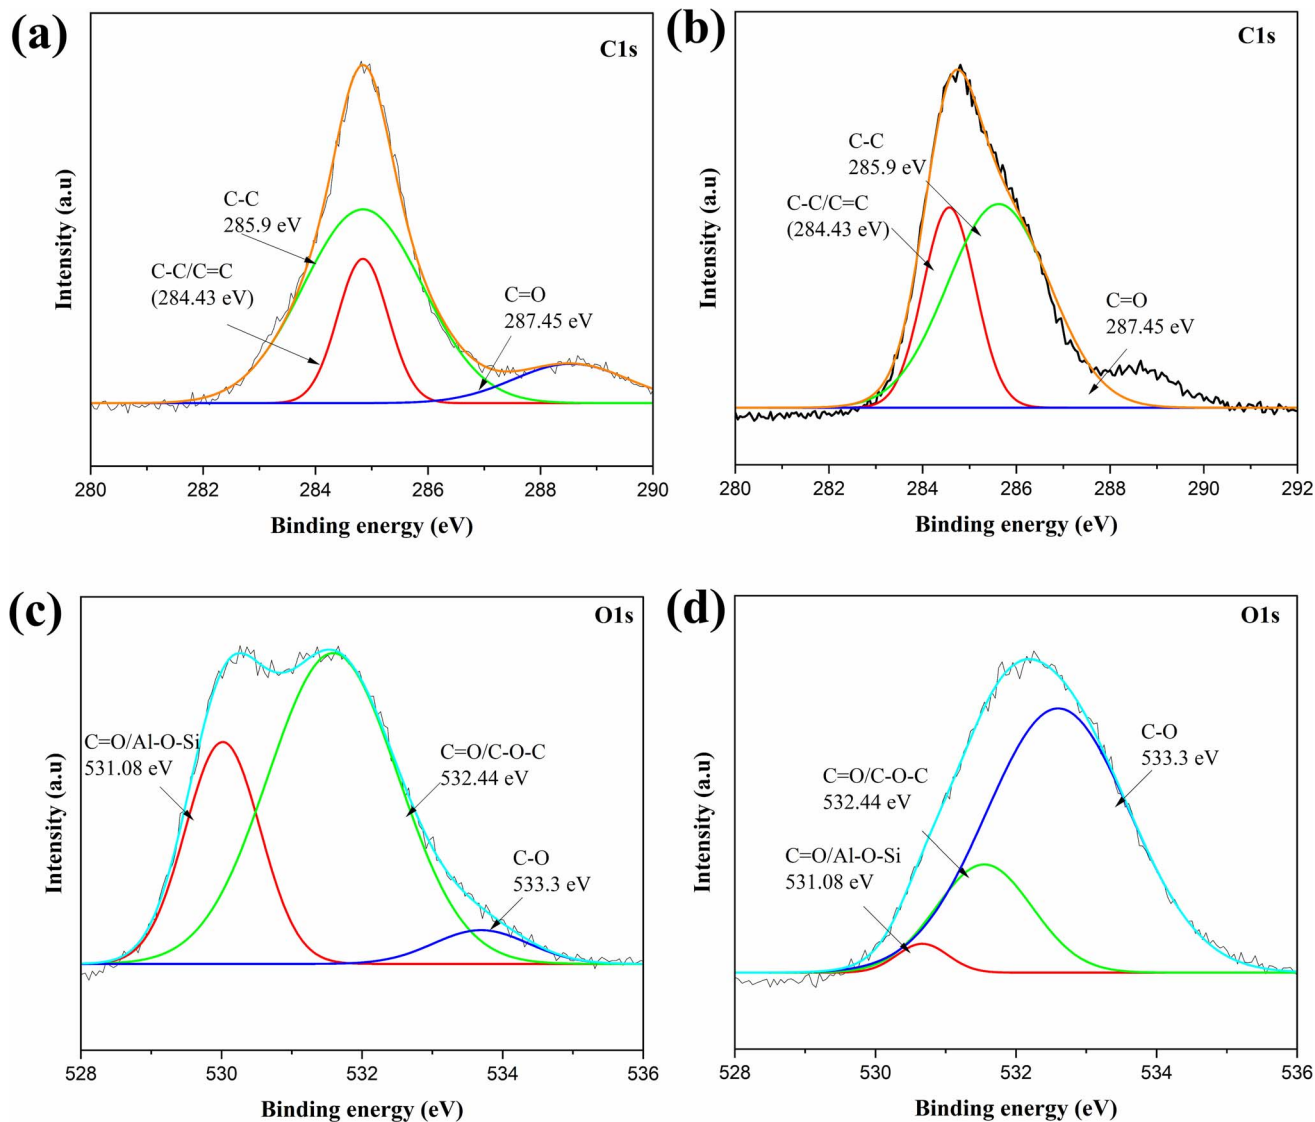 (a)
C1s
C-C
285.9 eV
C-C/C=C
(284.43 eV)
C=O
287.45 eV
Intensity (a.u)
280 282 284 286 288 290
Binding energy (eV)
(b)
C1s
C-C
285.9 eV
C-C/C=C
(284.43 eV)
C=O
287.45 eV
Intensity (a.u)
280 282 284 286 288 290 292
Binding energy (eV)
(c)
O1s
C=O/Al-O-Si
531.08 eV
C=O/C-O-C
532.44 eV
C-O
533.3 eV
Intensity (a.u)
528 530 532 534 536
Binding energy (eV)
(d)
O1s
C-O
533.3 eV
C=O/C-O-C
532.44 eV
C=O/Al-O-Si
531.08 eV
Intensity (a.u)
528 530 532 534 536
Binding energy (eV)